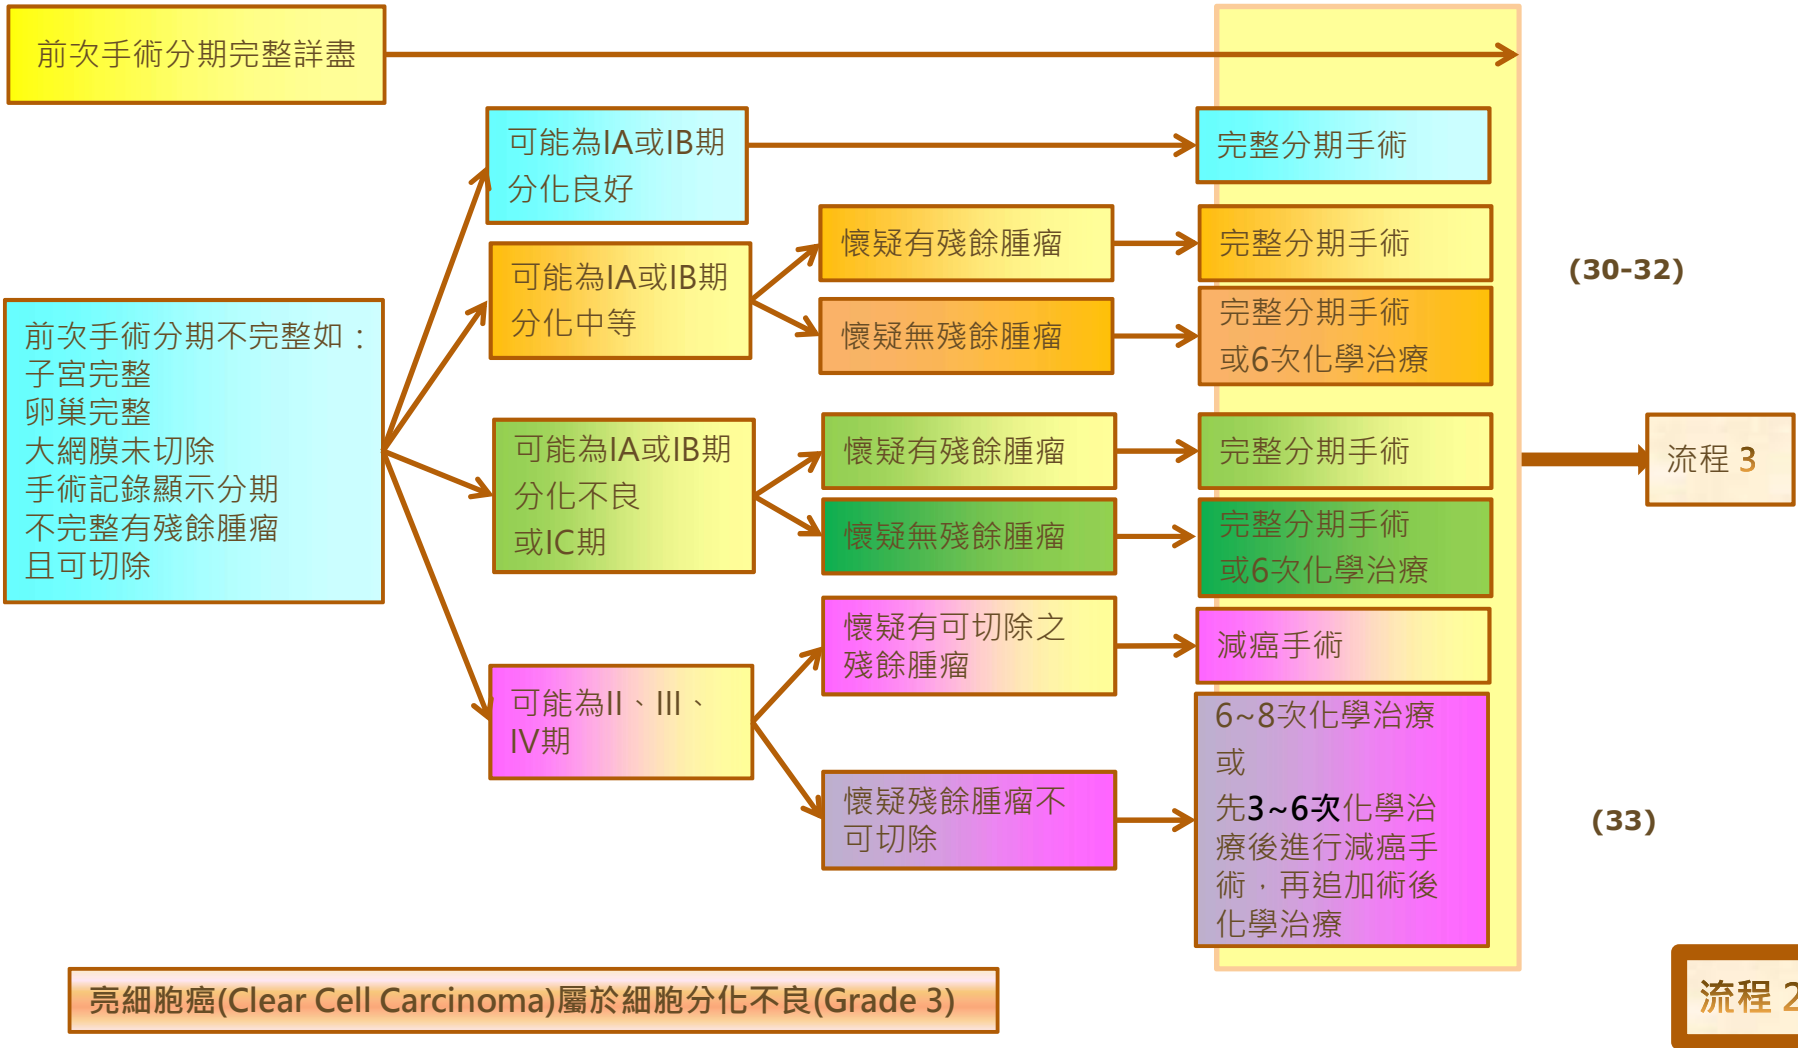 前次手術分期完整詳盡
可能為IA或IB期
分化良好
完整分期手術
可能為IA或IB期
分化中等
懷疑有殘餘腫瘤
完整分期手術
懷疑無殘餘腫瘤
完整分期手術
或6次化學治療
(30-32)
前次手術分期不完整如：
子宮完整
卵巢完整
大網膜未切除
手術記錄顯示分期
不完整有殘餘腫瘤
且可切除
可能為IA或IB期
分化不良
或IC期
懷疑有殘餘腫瘤
完整分期手術
懷疑無殘餘腫瘤
完整分期手術
或6次化學治療
流程 3
可能為II、III、
IV期
懷疑有可切除之
殘餘腫瘤
減癌手術
懷疑殘餘腫瘤不
可切除
6~8次化學治療
或
先3~6次化學治
療後進行減癌手
術，再追加術後
化學治療
(33)
亮細胞癌(Clear Cell Carcinoma)屬於細胞分化不良(Grade 3)
流程 2